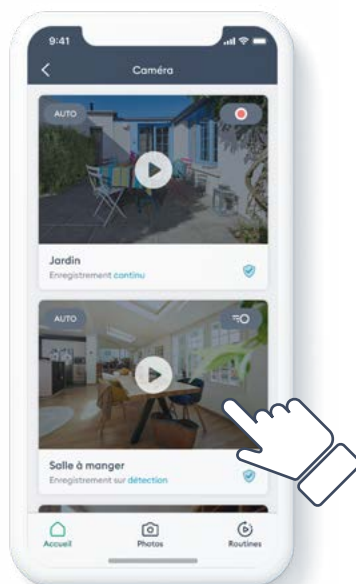 9:41
Caméra
AUTO
Jardin
Enregistrement continu
AUTO
Salle à manger
Enregistrement sur détection
Accueil
Photos
Routines